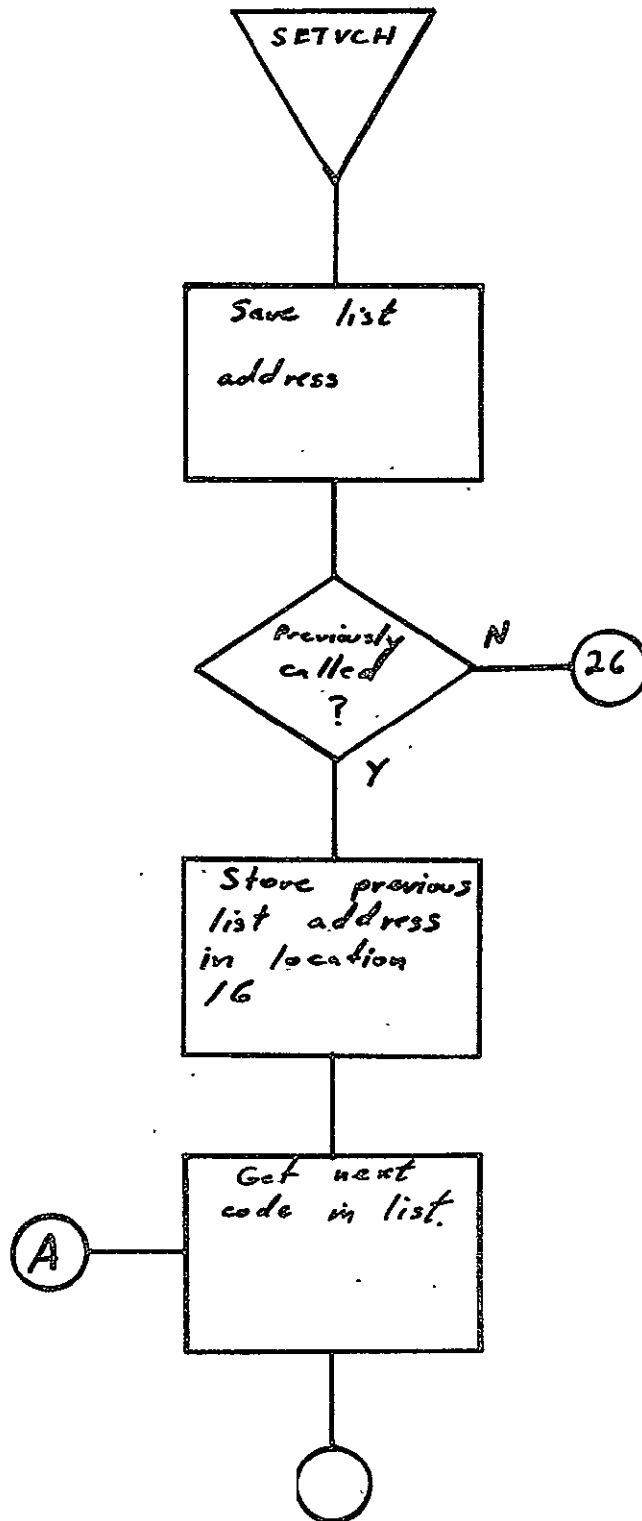 SETVCH
Save list
address
Previously
called
?
N
26
Y
Store previous
list address
in location
16
Get next
code in list.
A